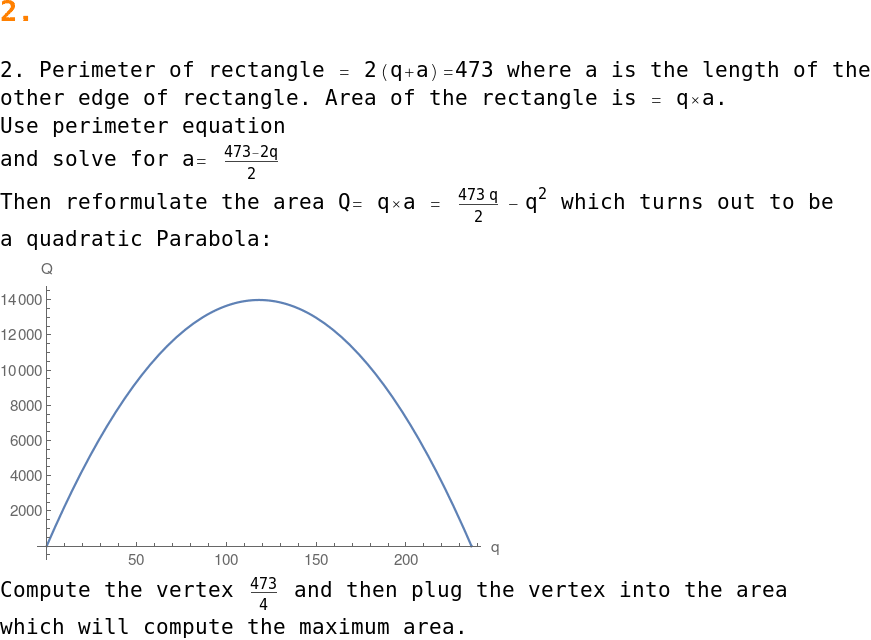 2.
2. Perimeter of rectangle = 2(q+a)=473 where a is the length of the
other edge of rectangle. Area of the rectangle is = q×a.
Use perimeter equation
and solve for a= 473-2q
2
Then reformulate the area Q= q×a = 473 q
2 - q² which turns out to be
a quadratic Parabola:
Q
14000
12000
10000
8000
6000
4000
2000
50 100 150 200 q
Compute the vertex 473
4 and then plug the vertex into the area
which will compute the maximum area.